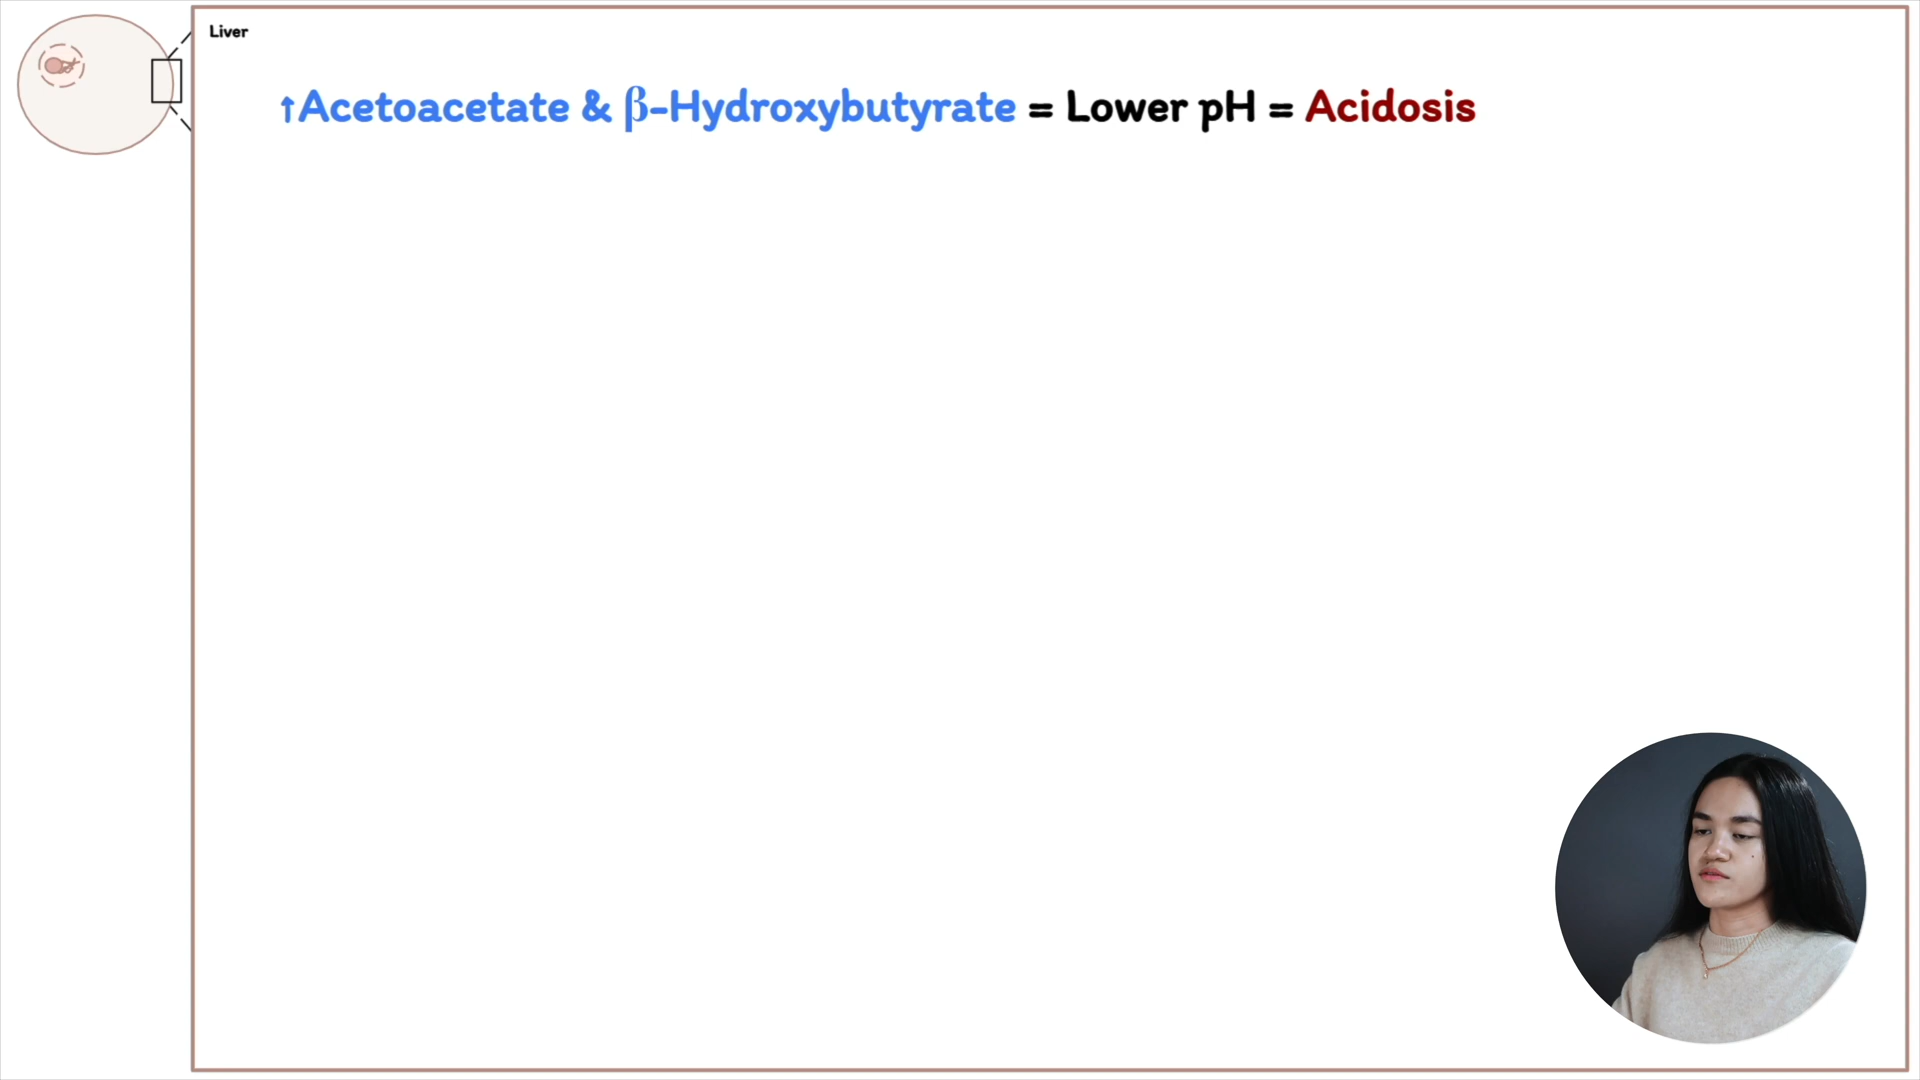 Liver
↑Acetoacetate & β-Hydroxybutyrate = Lower pH = Acidosis